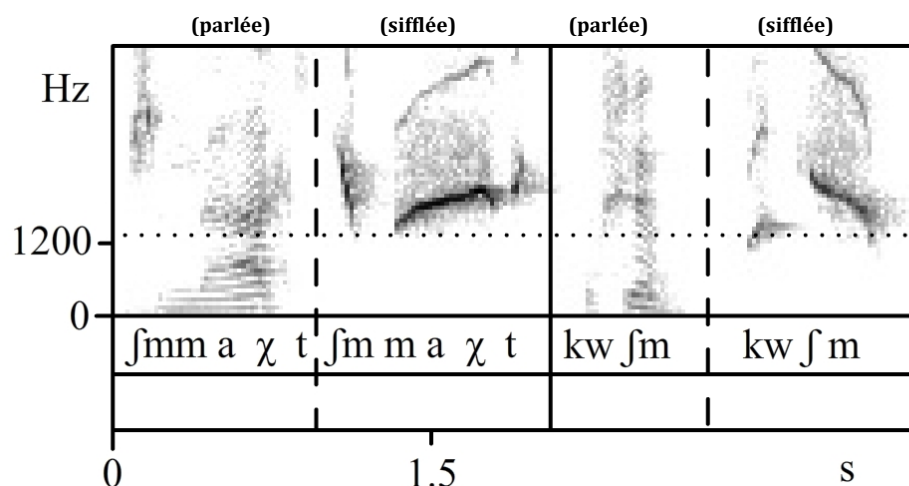 (parlée) (sifflée) (parlée) (sifflée)
Hz
1200
0
ʃmm a χ t ʃm m a χ t kw ʃm kw ʃ m
0 1.5 s